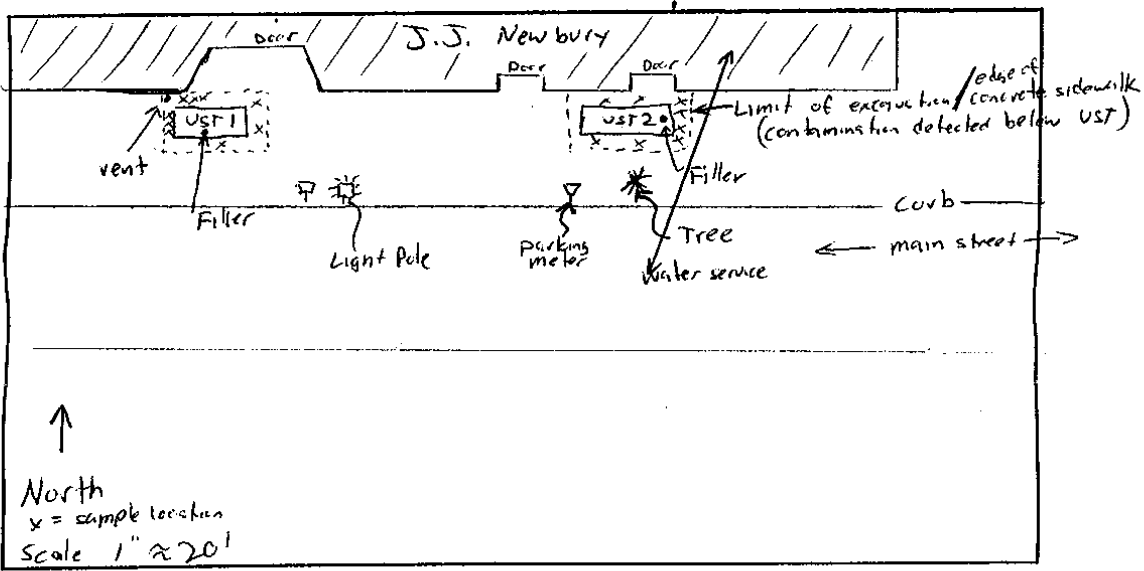 Door
J.J. Newbury
Door
Door
edge of
Limit of excavation / concrete sidewalk
(contamination detected below UST)
UST 1
UST 2
vent
Filler
Filler
Curb
Light Pole
Parking
meter
Tree
main street
Water service
North
x = sample location
Scale 1" ≈ 20'